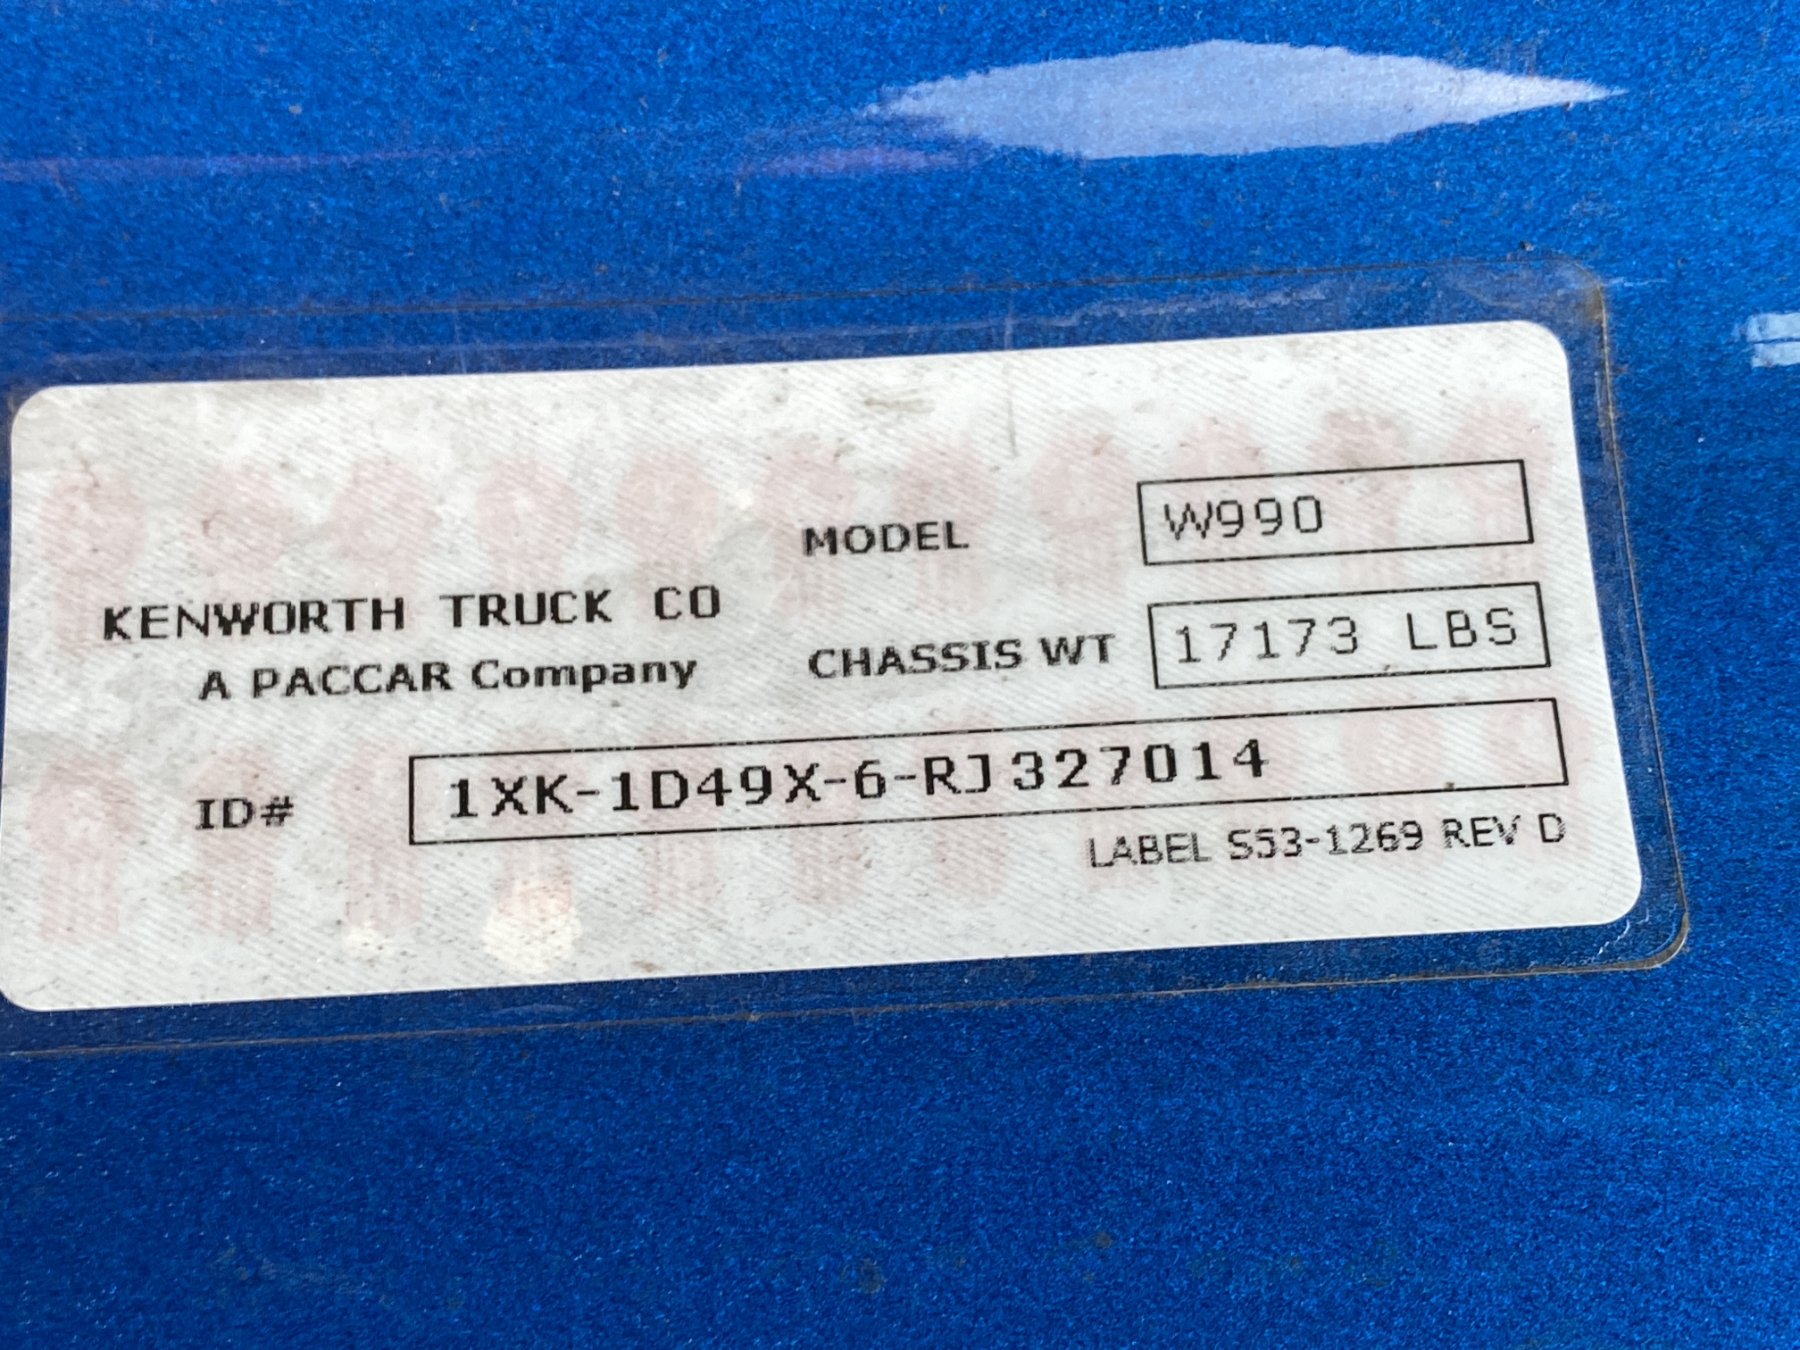 MODEL W990
KENWORTH TRUCK CO
A PACCAR Company
CHASSIS WT 17173 LBS
ID# 1XK-1D49X-6-RJ327014
LABEL S53-1269 REV D